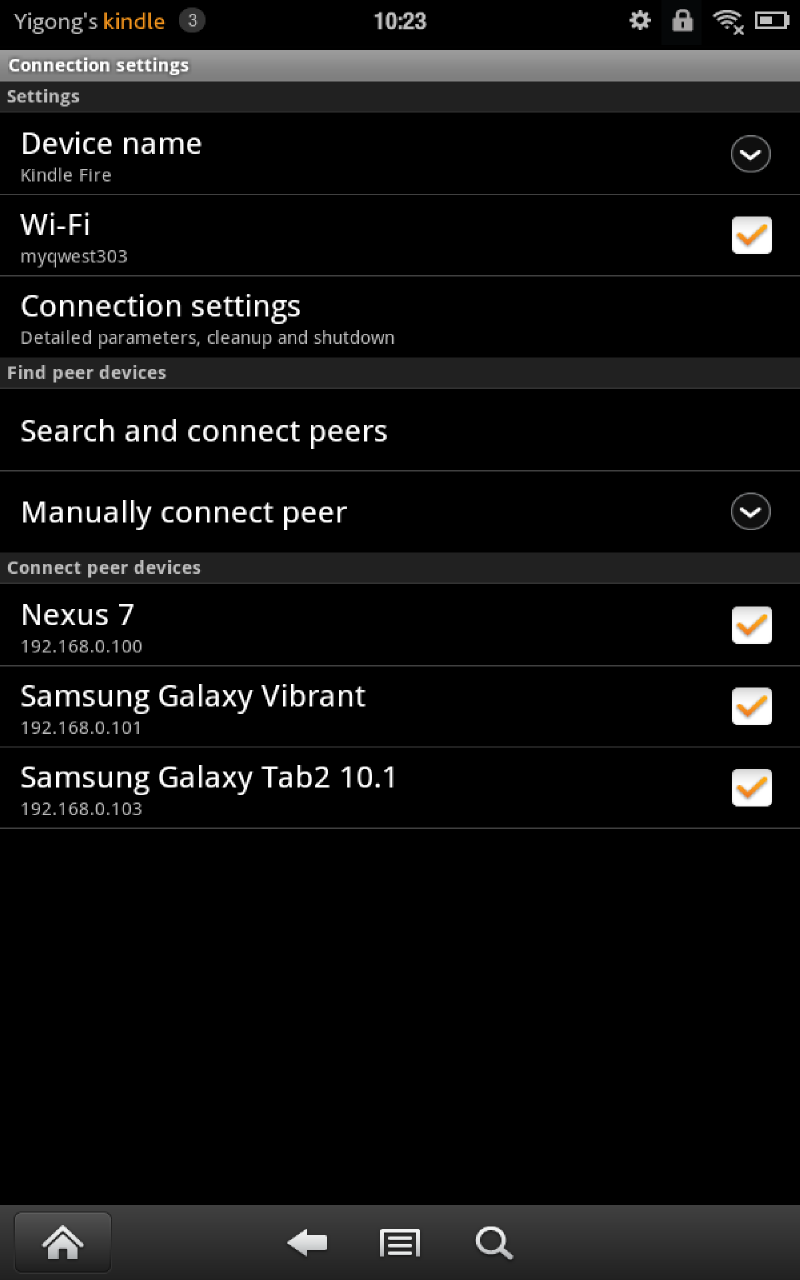 Yigong's kindle 3 10:23
Connection settings
Settings
Device name
Kindle Fire
Wi-Fi
myqwest303
Connection settings
Detailed parameters, cleanup and shutdown
Find peer devices
Search and connect peers
Manually connect peer
Connect peer devices
Nexus 7
192.168.0.100
Samsung Galaxy Vibrant
192.168.0.101
Samsung Galaxy Tab2 10.1
192.168.0.103